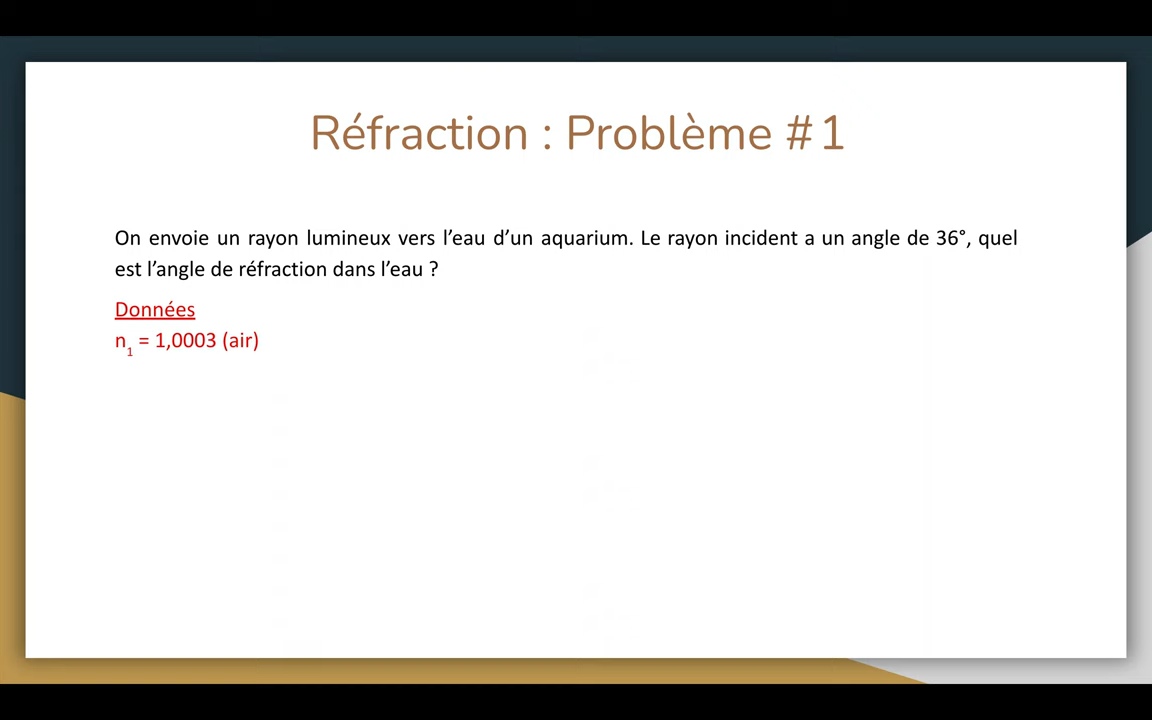 Réfraction : Problème #1
On envoie un rayon lumineux vers l’eau d’un aquarium. Le rayon incident a un angle de 36°, quel
est l’angle de réfraction dans l’eau ?
Données
n₁ = 1,0003 (air)